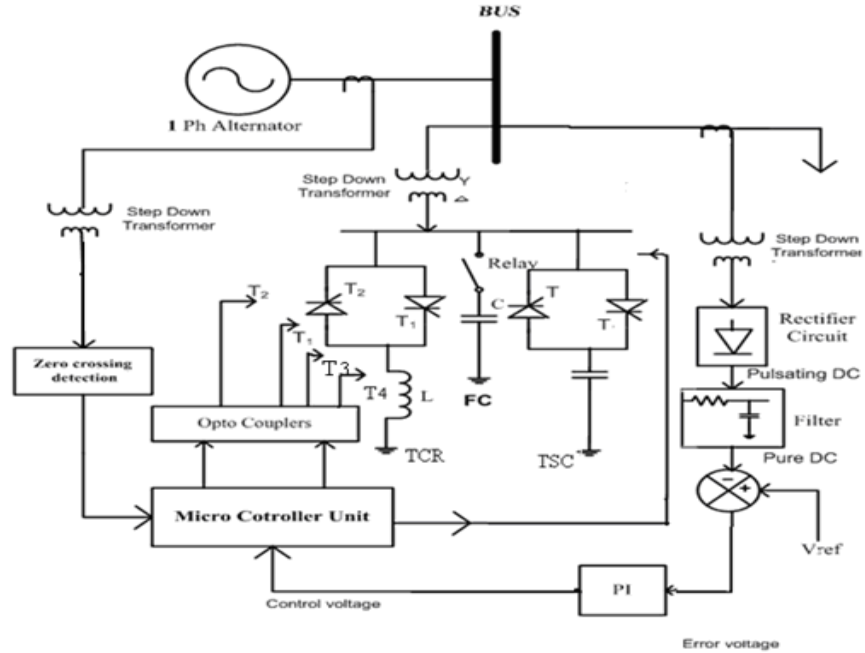 BUS
1 Ph Alternator
Step Down
Transformer
Y
Δ
Step Down
Transformer
Step Down
Transformer
Relay
T2
T2
T1
T1
C
T
T
T3
T4
L
FC
TCR
TSC
Zero crossing
detection
Opto Couplers
Micro Cotroller Unit
Rectifier
Circuit
Pulsating DC
Filter
Pure DC
-
+
Vref
PI
Control voltage
Error voltage